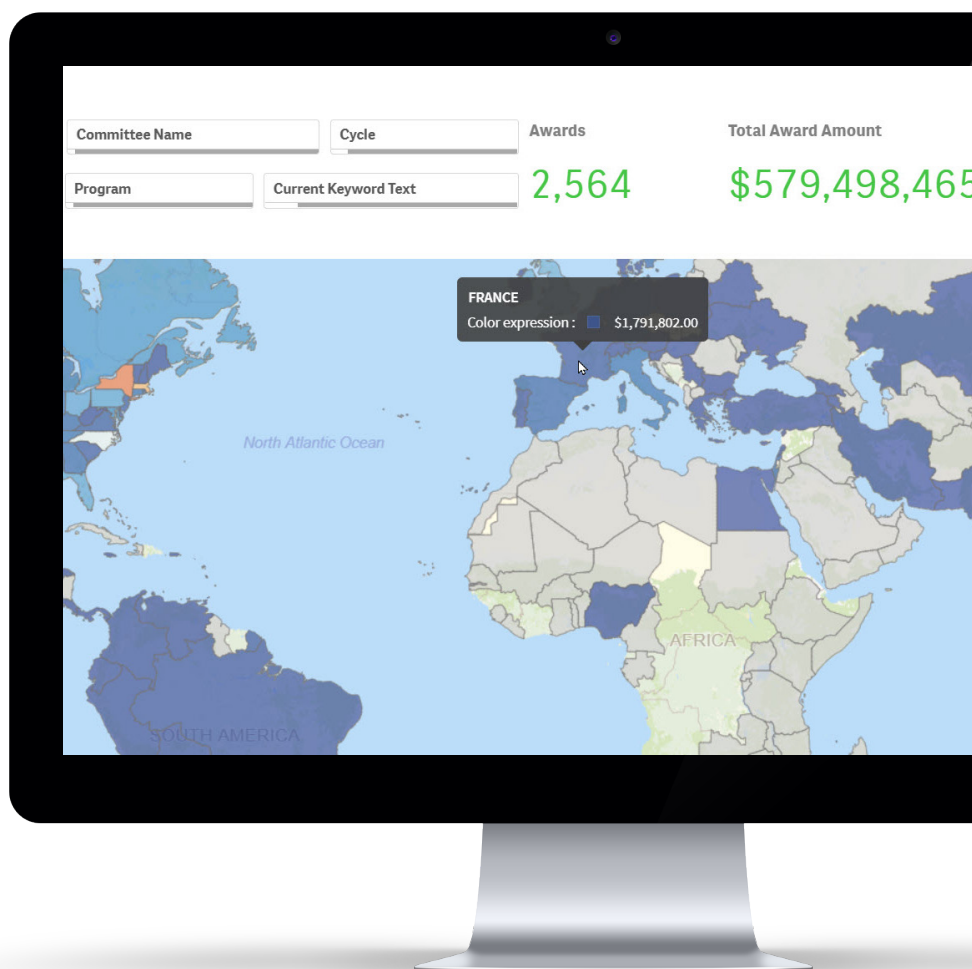 Committee Name
Cycle
Awards
Total Award Amount
Program
Current Keyword Text
2,564
$579,498,465
FRANCE
Color expression : $1,791,802.00
North Atlantic Ocean
AFRICA
SOUTH AMERICA